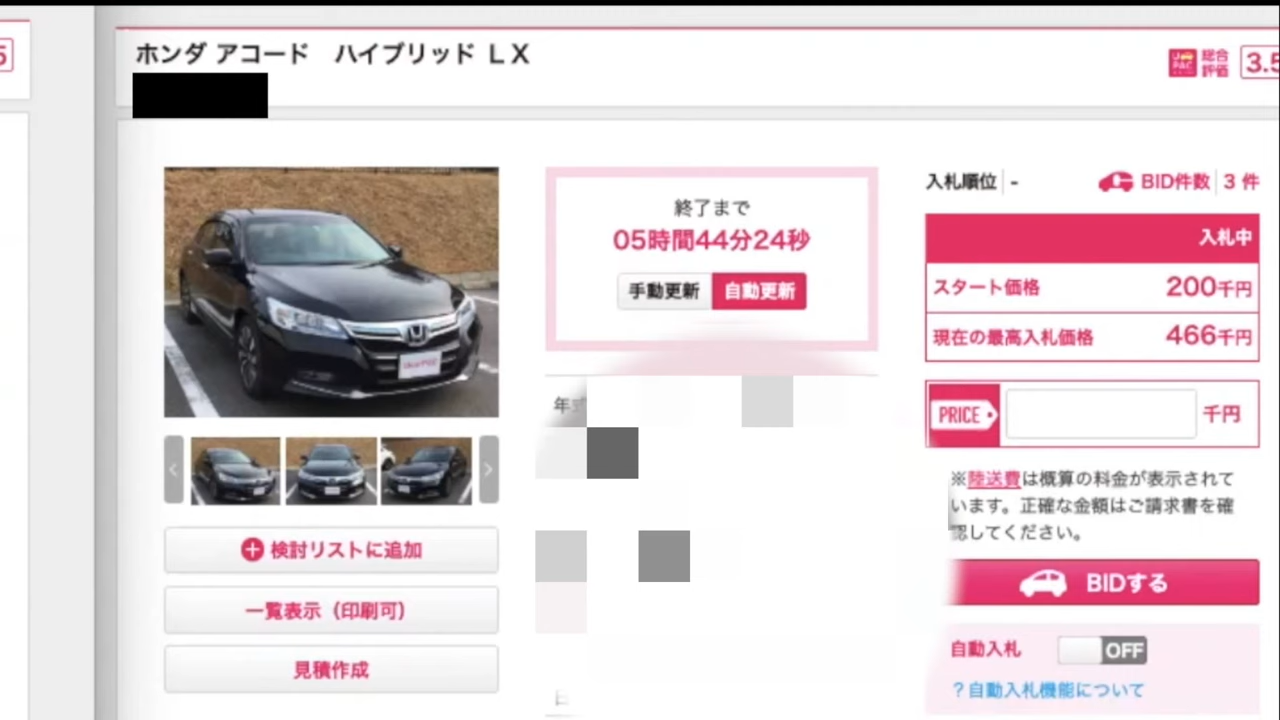 5
ホンダ アコード　ハイブリッド ＬＸ
総合評価
3.5
終了まで
05時間44分24秒
手動更新
自動更新
入札順位 -
BID件数 3 件
入札中
スタート価格 200千円
現在の最高入札価格 466千円
PRICE 千円
※陸送費は概算の料金が表示されて
います。正確な金額はご請求書を確
認してください。
BIDする
自動入札 OFF
？自動入札機能について
年式
検討リストに追加
一覧表示（印刷可）
見積作成